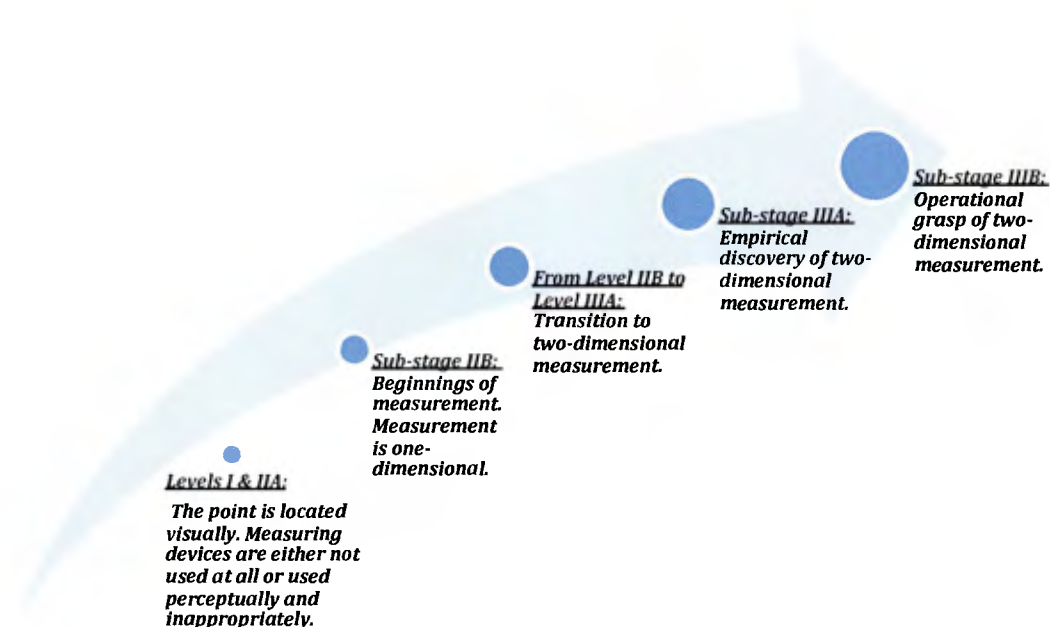 Levels I & IIA:
The point is located
visually. Measuring
devices are either not
used at all or used
perceptually and
inappropriately.
Sub-stage IIB:
Beginnings of
measurement.
Measurement
is one-
dimensional.
From Level IIB to
Level IIIA:
Transition to
two-dimensional
measurement.
Sub-stage IIIA:
Empirical
discovery of two-
dimensional
measurement.
Sub-stage IIIB:
Operational
grasp of two-
dimensional
measurement.